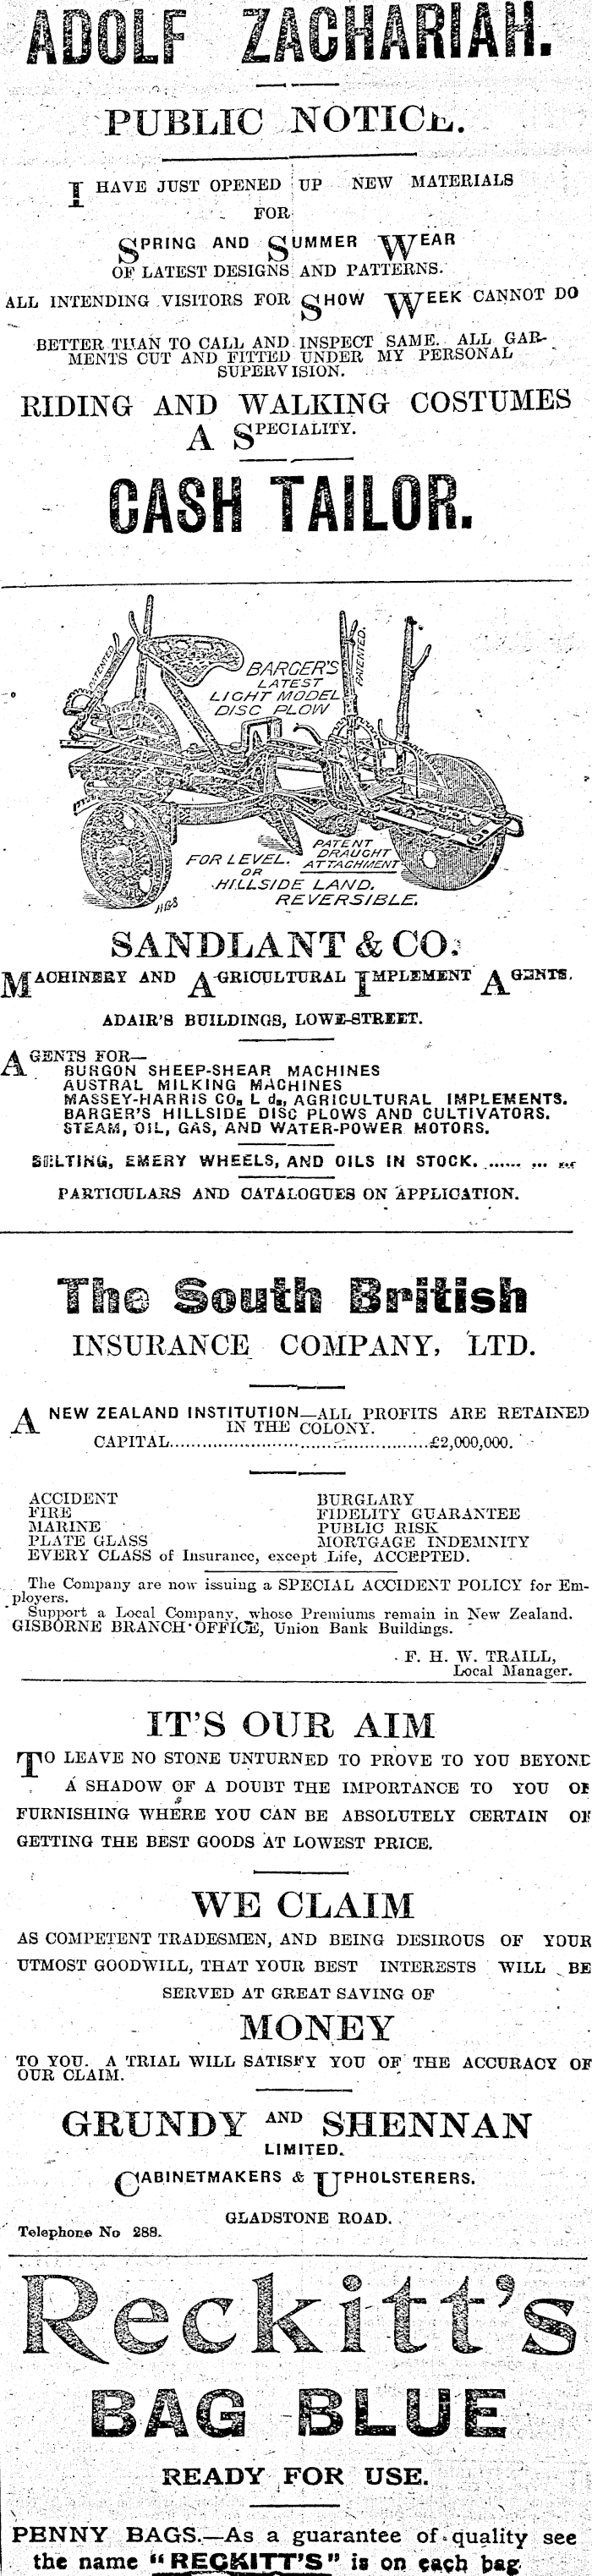 ADOLF ZACHARIAH.
PUBLIC NOTICE.
I HAVE JUST OPENED UP NEW MATERIALS
FOR
SPRING AND SUMMER WEAR
OF LATEST DESIGNS AND PATTERNS.
ALL INTENDING VISITORS FOR SHOW WEEK CANNOT DO
BETTER THAN TO CALL AND INSPECT SAME. ALL GAR-
MENTS CUT AND FITTED UNDER MY PERSONAL
SUPERVISION.
RIDING AND WALKING COSTUMES
A SPECIALITY.
CASH TAILOR.
PATENTED.
PATENTED.
BARGER'S
LATEST
LIGHT MODEL
DISC PLOW
PATENT
DRAUGHT
ATTACHMENT
FOR LEVEL.
OR
HILLSIDE LAND.
REVERSIBLE.
SANDLANT & CO.
MACHINERY AND AGRICULTURAL IMPLEMENT AGENTS.
ADAIR'S BUILDINGS, LOWE-STREET.
AGENTS FOR—
BURGON SHEEP-SHEAR MACHINES
AUSTRAL MILKING MACHINES
MASSEY-HARRIS CO. L d., AGRICULTURAL IMPLEMENTS.
BARGER'S HILLSIDE DISC PLOWS AND CULTIVATORS.
STEAM, OIL, GAS, AND WATER-POWER MOTORS.
BELTING, EMERY WHEELS, AND OILS IN STOCK. ...... ...
PARTICULARS AND CATALOGUES ON APPLICATION.
The South British
INSURANCE COMPANY, LTD.
A NEW ZEALAND INSTITUTION—ALL PROFITS ARE RETAINED
IN THE COLONY.
CAPITAL................................................£2,000,000.
ACCIDENT BURGLARY
FIRE FIDELITY GUARANTEE
MARINE PUBLIC RISK
PLATE GLASS MORTGAGE INDEMNITY
EVERY CLASS of Insurance, except Life, ACCEPTED.
The Company are now issuing a SPECIAL ACCIDENT POLICY for Em-
ployers.
Support a Local Company, whose Premiums remain in New Zealand.
GISBORNE BRANCH OFFICE, Union Bank Buildings.
F. H. W. TRAILL,
Local Manager.
IT'S OUR AIM
TO LEAVE NO STONE UNTURNED TO PROVE TO YOU BEYOND
A SHADOW OF A DOUBT THE IMPORTANCE TO YOU OF
FURNISHING WHERE YOU CAN BE ABSOLUTELY CERTAIN OF
GETTING THE BEST GOODS AT LOWEST PRICE.
WE CLAIM
AS COMPETENT TRADESMEN, AND BEING DESIROUS OF YOUR
UTMOST GOODWILL, THAT YOUR BEST INTERESTS WILL BE
SERVED AT GREAT SAVING OF
MONEY
TO YOU. A TRIAL WILL SATISFY YOU OF THE ACCURACY OF
OUR CLAIM.
GRUNDY AND SHENNAN
LIMITED.
CABINETMAKERS & UPHOLSTERERS.
GLADSTONE ROAD.
Telephone No 288.
Reckitt's
BAG BLUE
READY FOR USE.
PENNY BAGS.—As a guarantee of quality see
the name "RECKITT'S" is on each bag